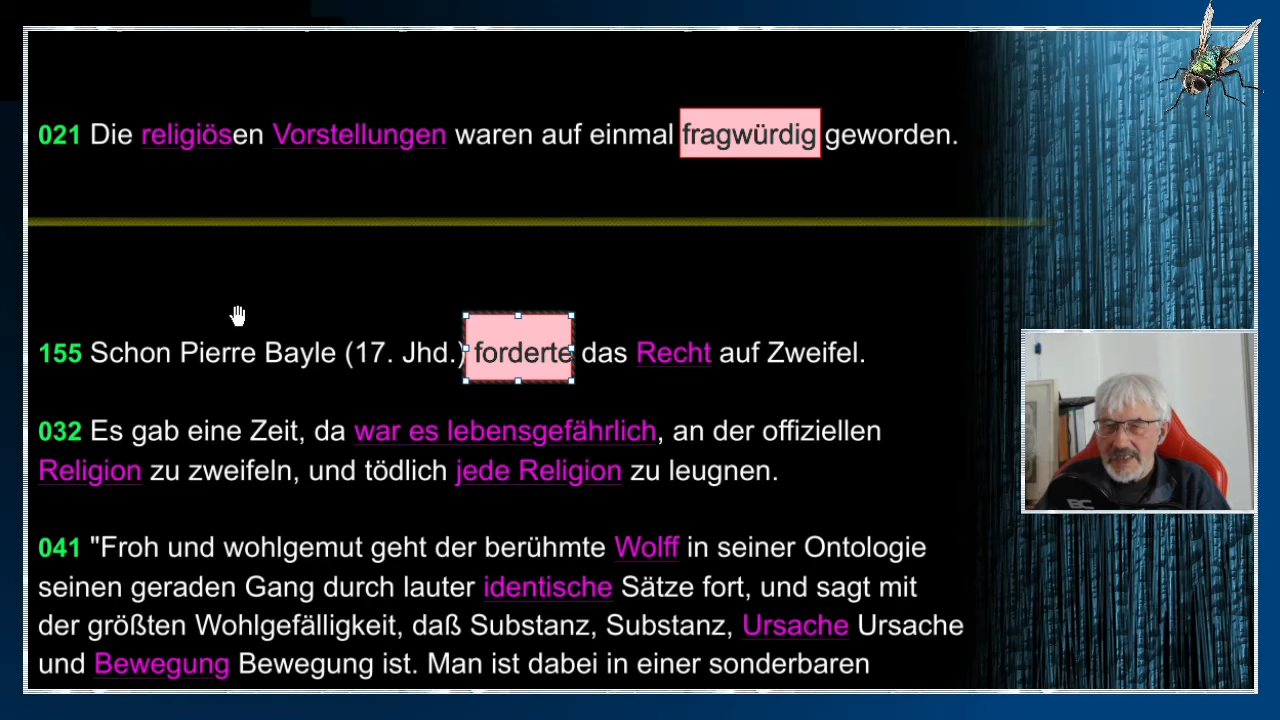 021 Die religiösen Vorstellungen waren auf einmal fragwürdig geworden.
155 Schon Pierre Bayle (17. Jhd.) forderte das Recht auf Zweifel.
032 Es gab eine Zeit, da war es lebensgefährlich, an der offiziellen
Religion zu zweifeln, und tödlich jede Religion zu leugnen.
041 "Froh und wohlgemut geht der berühmte Wolff in seiner Ontologie
seinen geraden Gang durch lauter identische Sätze fort, und sagt mit
der größten Wohlgefälligkeit, daß Substanz, Substanz, Ursache Ursache
und Bewegung Bewegung ist. Man ist dabei in einer sonderbaren